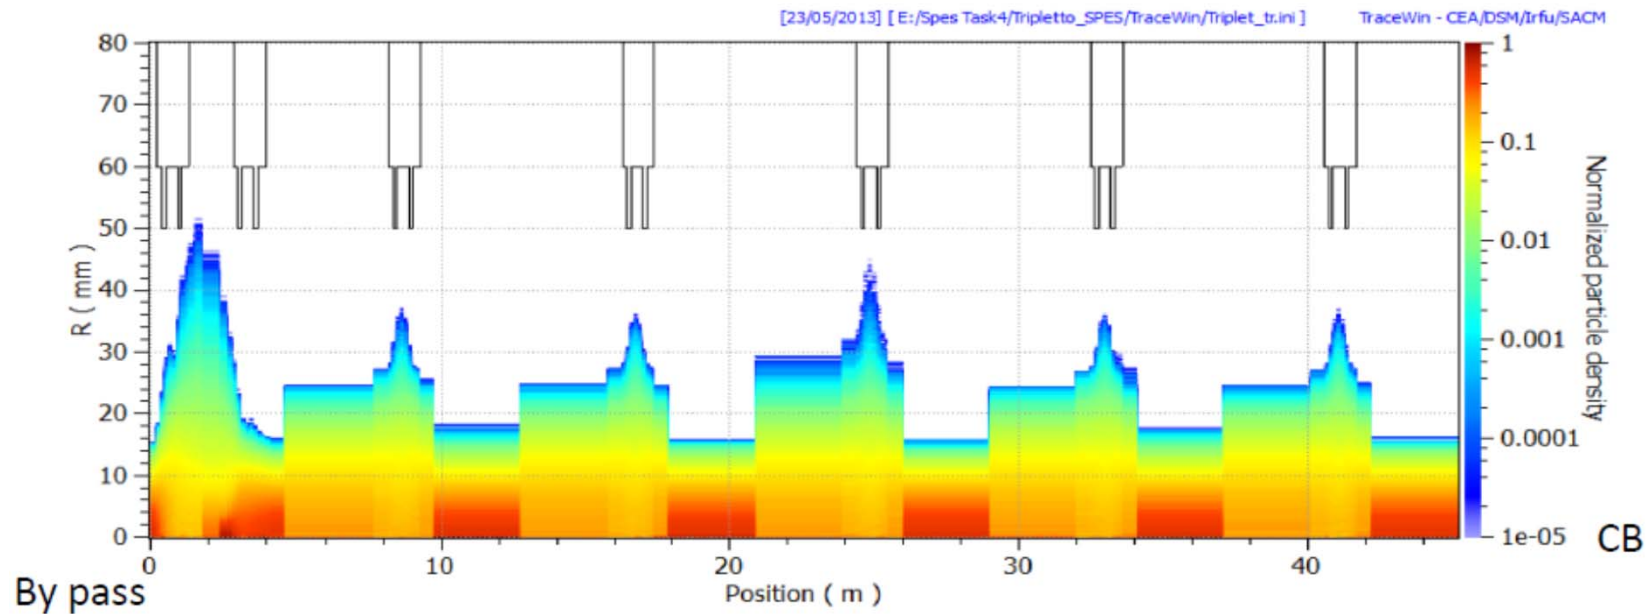 [23/05/2013] [ E:/Spes Task4/Tripletto_SPES/TraceWin/Triplet_tr.ini ] TraceWin - CEA/DSM/Irfu/SACM
80
70
60
50
40
30
20
10
0
R ( mm )
0 10 20 30 40
Position ( m )
1
0.1
0.01
0.001
0.0001
1e-05
Normalized particle density
By pass
CB